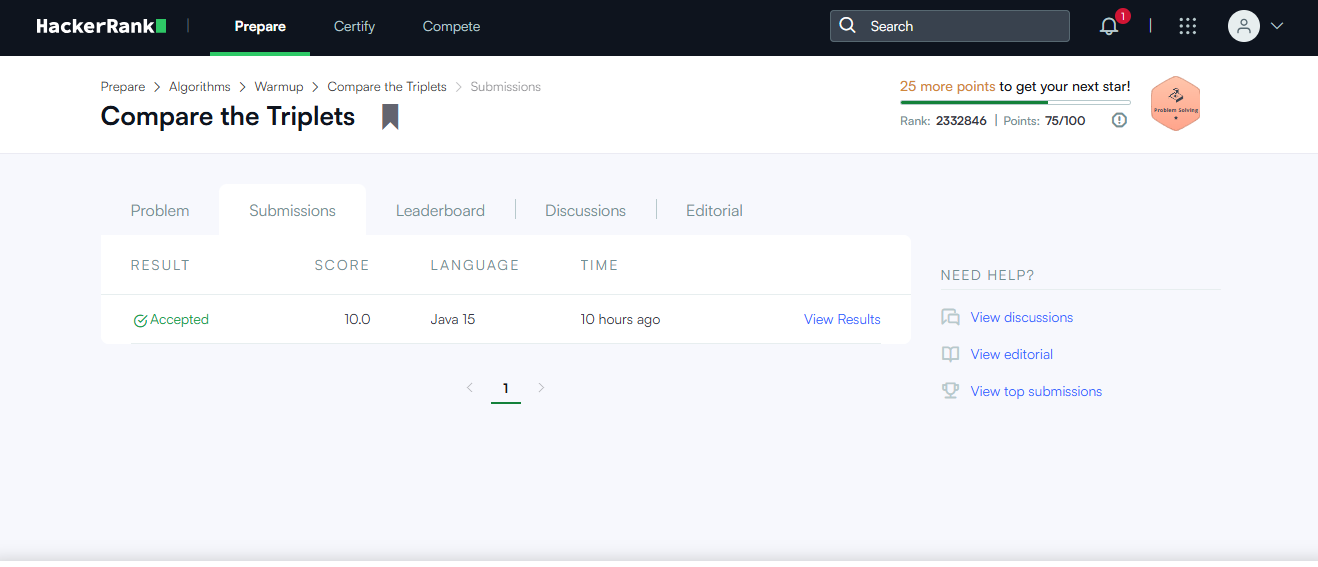 HackerRank | Prepare Certify Compete Search 1 |
Prepare > Algorithms > Warmup > Compare the Triplets > Submissions
25 more points to get your next star!
Compare the Triplets
Rank: 2332846 | Points: 75/100
Problem Solving
Problem Submissions Leaderboard | Discussions | Editorial
RESULT SCORE LANGUAGE TIME
Accepted 10.0 Java 15 10 hours ago View Results
< 1 >
NEED HELP?
View discussions
View editorial
View top submissions